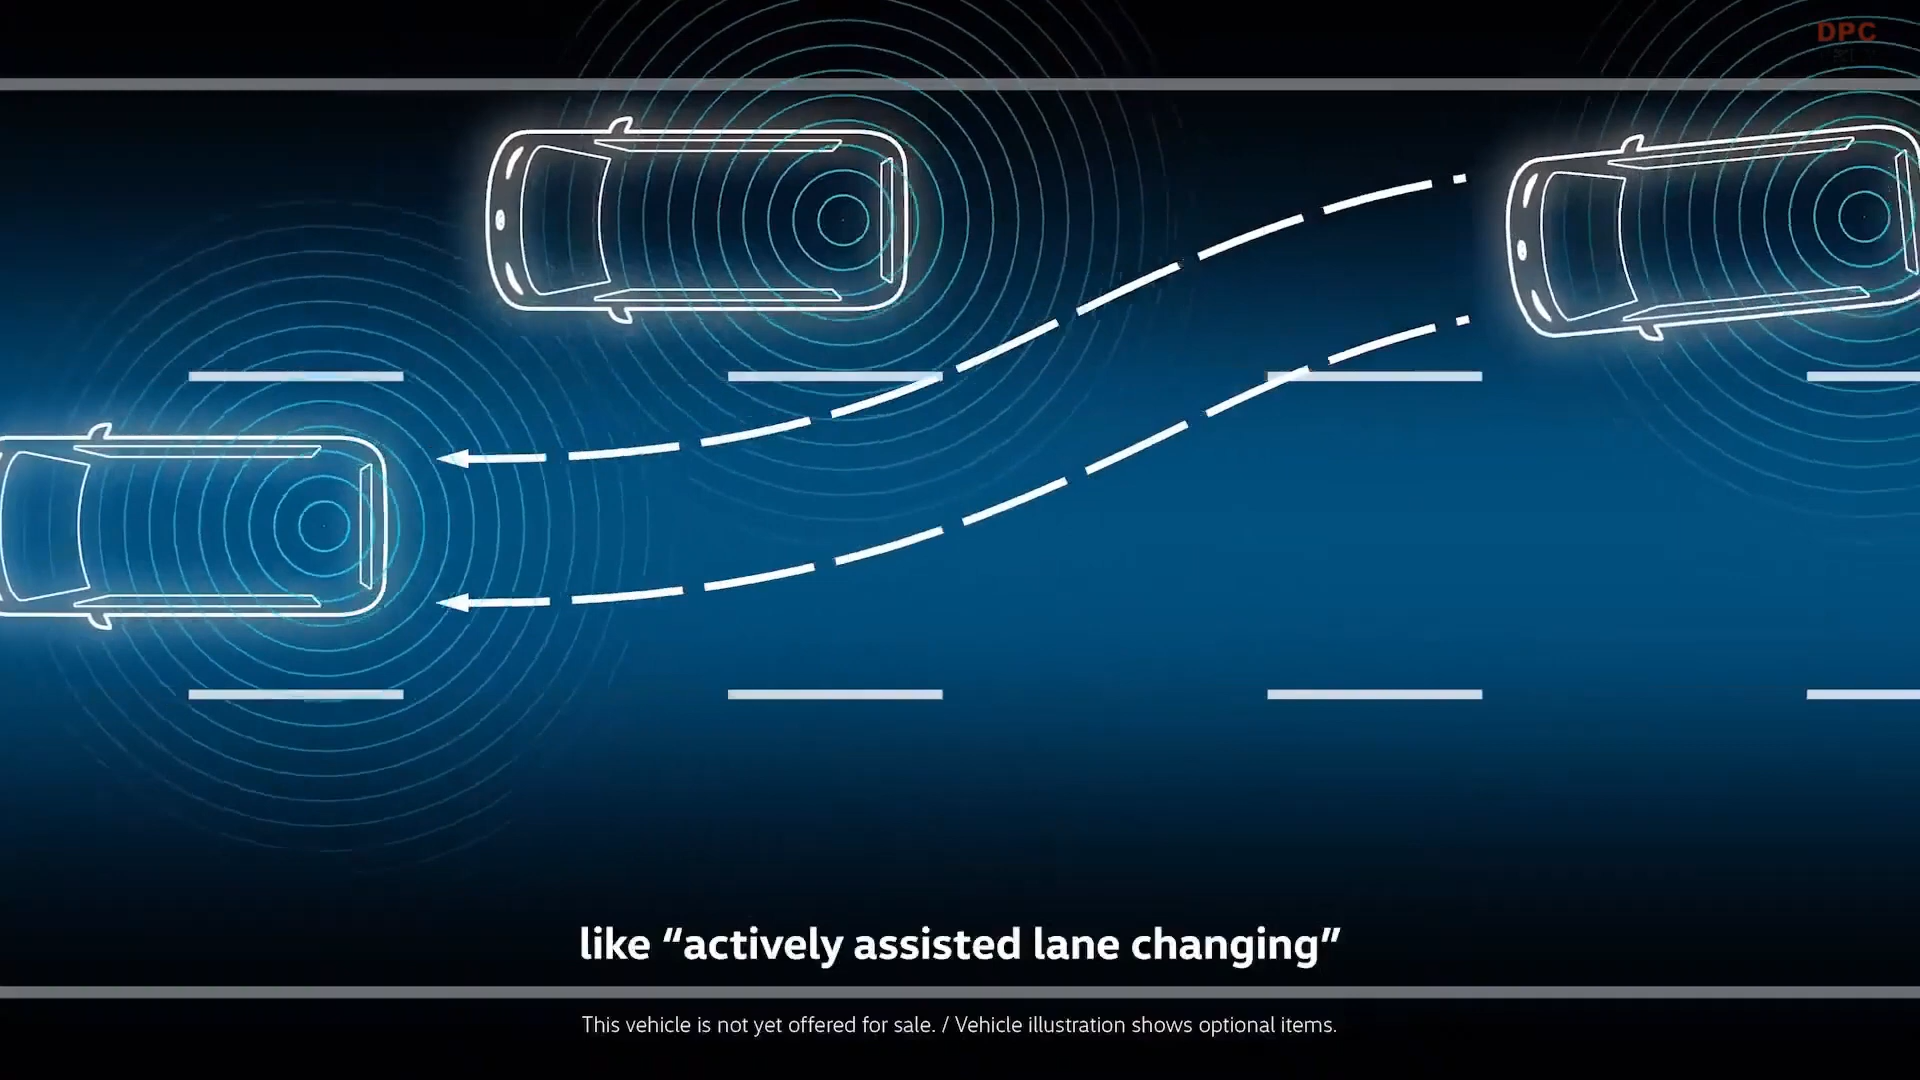 DPC
like “actively assisted lane changing”
This vehicle is not yet offered for sale. / Vehicle illustration shows optional items.